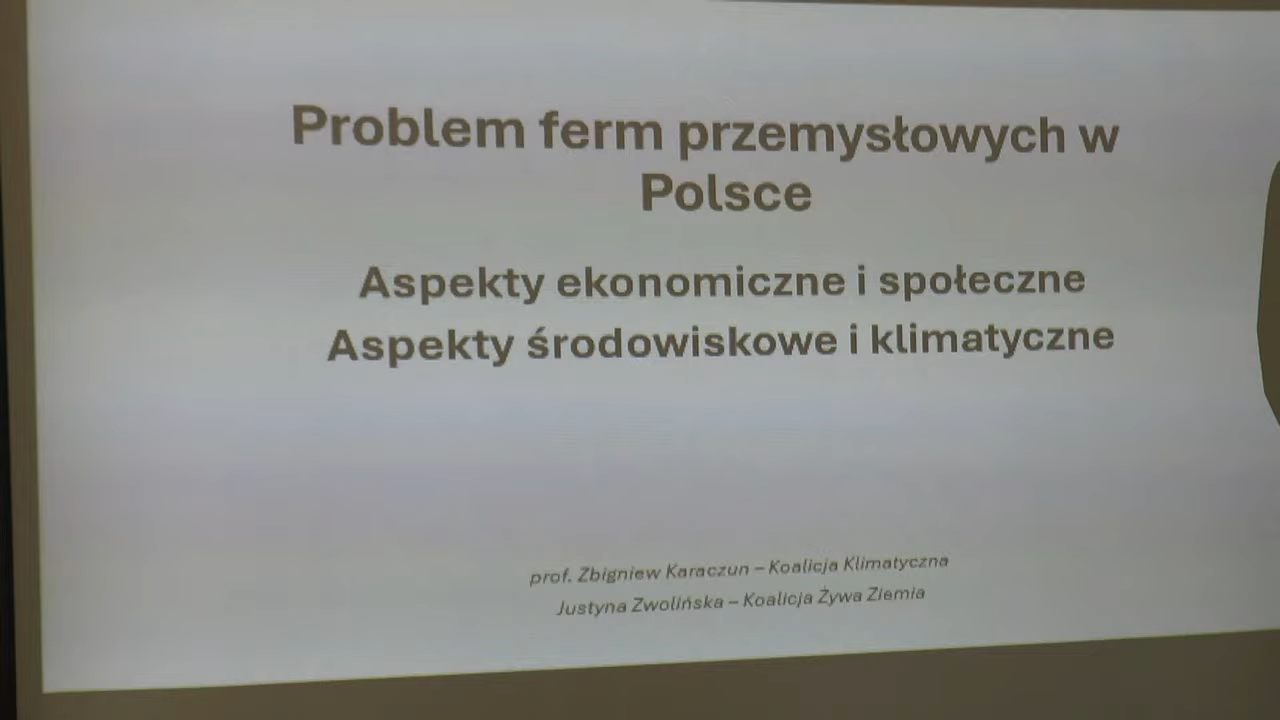 Problem ferm przemysłowych w
Polsce
Aspekty ekonomiczne i społeczne
Aspekty środowiskowe i klimatyczne
prof. Zbigniew Karaczun – Koalicja Klimatyczna
Justyna Zwolińska – Koalicja Żywa Ziemia